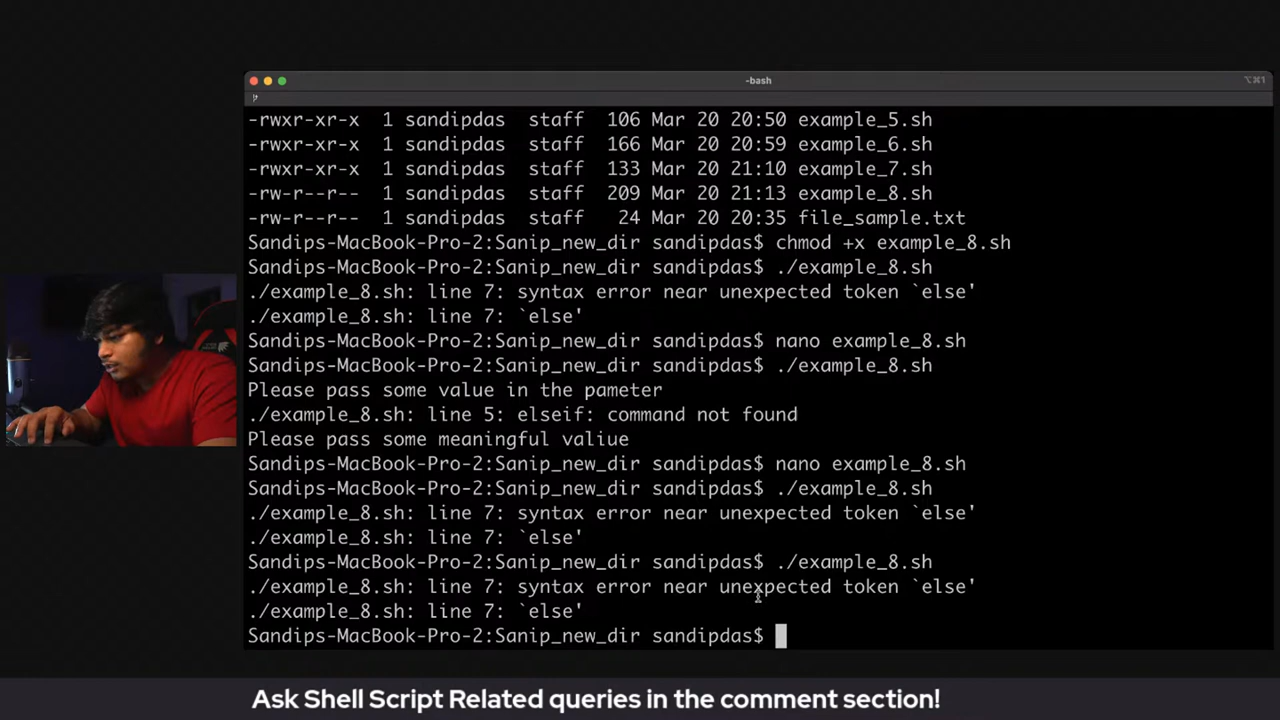 -bash
⌥⌘1
-rwxr-xr-x 1 sandipdas staff 106 Mar 20 20:50 example_5.sh
-rwxr-xr-x 1 sandipdas staff 166 Mar 20 20:59 example_6.sh
-rwxr-xr-x 1 sandipdas staff 133 Mar 20 21:10 example_7.sh
-rw-r--r-- 1 sandipdas staff 209 Mar 20 21:13 example_8.sh
-rw-r--r-- 1 sandipdas staff 24 Mar 20 20:35 file_sample.txt
Sandips-MacBook-Pro-2:Sanip_new_dir sandipdas$ chmod +x example_8.sh
Sandips-MacBook-Pro-2:Sanip_new_dir sandipdas$ ./example_8.sh
./example_8.sh: line 7: syntax error near unexpected token `else'
./example_8.sh: line 7: `else'
Sandips-MacBook-Pro-2:Sanip_new_dir sandipdas$ nano example_8.sh
Sandips-MacBook-Pro-2:Sanip_new_dir sandipdas$ ./example_8.sh
Please pass some value in the pameter
./example_8.sh: line 5: elseif: command not found
Please pass some meaningful valiue
Sandips-MacBook-Pro-2:Sanip_new_dir sandipdas$ nano example_8.sh
Sandips-MacBook-Pro-2:Sanip_new_dir sandipdas$ ./example_8.sh
./example_8.sh: line 7: syntax error near unexpected token `else'
./example_8.sh: line 7: `else'
Sandips-MacBook-Pro-2:Sanip_new_dir sandipdas$ ./example_8.sh
./example_8.sh: line 7: syntax error near unexpected token `else'
./example_8.sh: line 7: `else'
Sandips-MacBook-Pro-2:Sanip_new_dir sandipdas$
Ask Shell Script Related queries in the comment section!